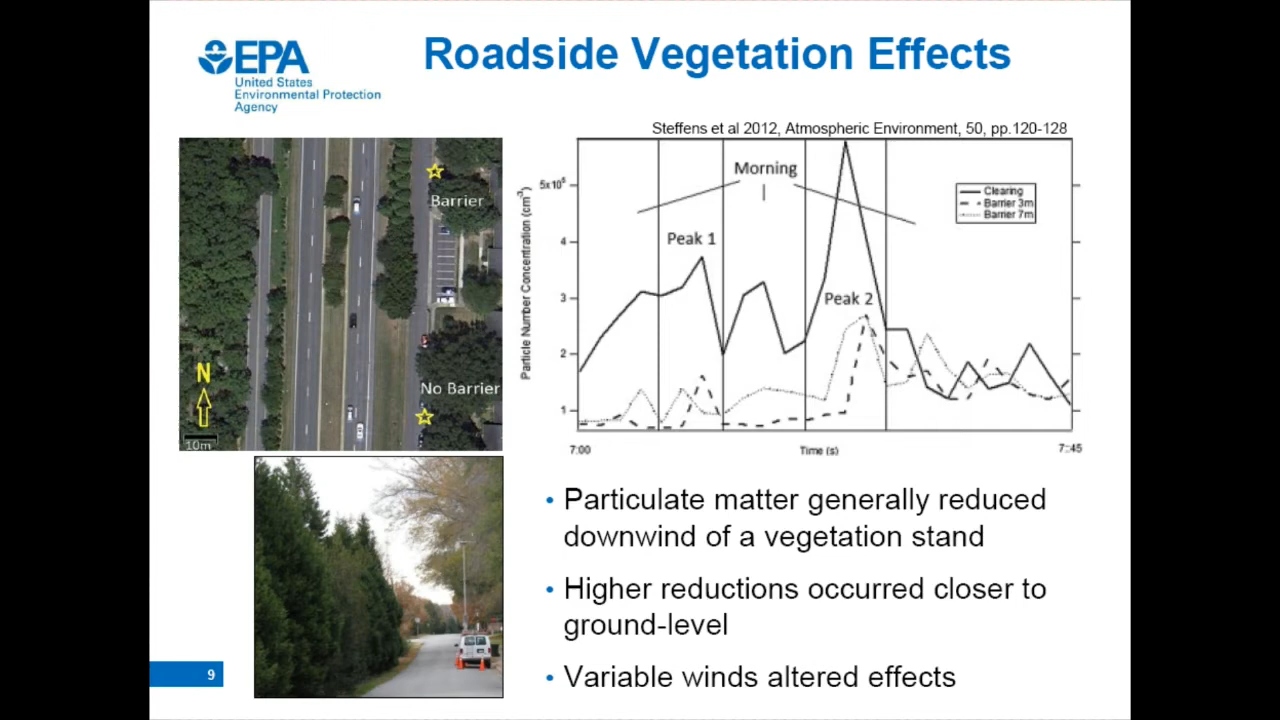 EPA
United States
Environmental Protection
Agency
Roadside Vegetation Effects
Steffens et al 2012, Atmospheric Environment, 50, pp.120-128
Barrier
No Barrier
N
10m
Particle Number Concentration (cm-3)
5x10
4
3
2
1
Morning
Peak 1
Peak 2
Clearing
Barrier 3m
Barrier 7m
7:00
Time (s)
7:45
• Particulate matter generally reduced
downwind of a vegetation stand
• Higher reductions occurred closer to
ground-level
• Variable winds altered effects
9